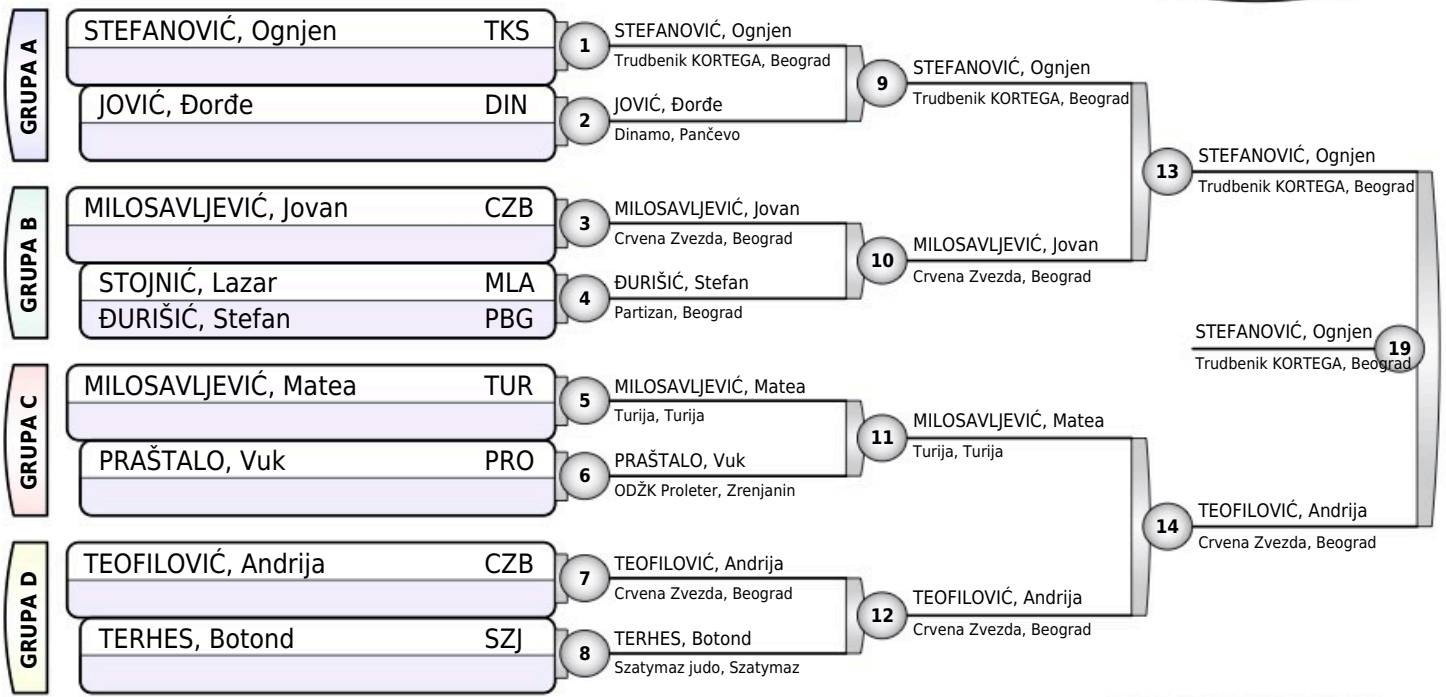 GRUPA A
STEFANOVIĆ, Ognjen TKS
JOVIĆ, Đorđe DIN
GRUPA B
MILOSAVLJEVIĆ, Jovan CZB
STOJNIĆ, Lazar MLA
ĐURIŠIĆ, Stefan PBG
GRUPA C
MILOSAVLJEVIĆ, Matea TUR
PRAŠTALO, Vuk PRO
GRUPA D
TEOFILOVIĆ, Andrija CZB
TERHES, Botond SZJ
1
STEFANOVIĆ, Ognjen
Trudbenik KORTEGA, Beograd
2
JOVIĆ, Đorđe
Dinamo, Pančevo
3
MILOSAVLJEVIĆ, Jovan
Crvena Zvezda, Beograd
4
ĐURIŠIĆ, Stefan
Partizan, Beograd
5
MILOSAVLJEVIĆ, Matea
Turija, Turija
6
PRAŠTALO, Vuk
ODŽK Proleter, Zrenjanin
7
TEOFILOVIĆ, Andrija
Crvena Zvezda, Beograd
8
TERHES, Botond
Szatymaz judo, Szatymaz
9
STEFANOVIĆ, Ognjen
Trudbenik KORTEGA, Beograd
10
MILOSAVLJEVIĆ, Jovan
Crvena Zvezda, Beograd
11
MILOSAVLJEVIĆ, Matea
Turija, Turija
12
TEOFILOVIĆ, Andrija
Crvena Zvezda, Beograd
13
STEFANOVIĆ, Ognjen
Trudbenik KORTEGA, Beograd
14
TEOFILOVIĆ, Andrija
Crvena Zvezda, Beograd
STEFANOVIĆ, Ognjen
19
Trudbenik KORTEGA, Beograd